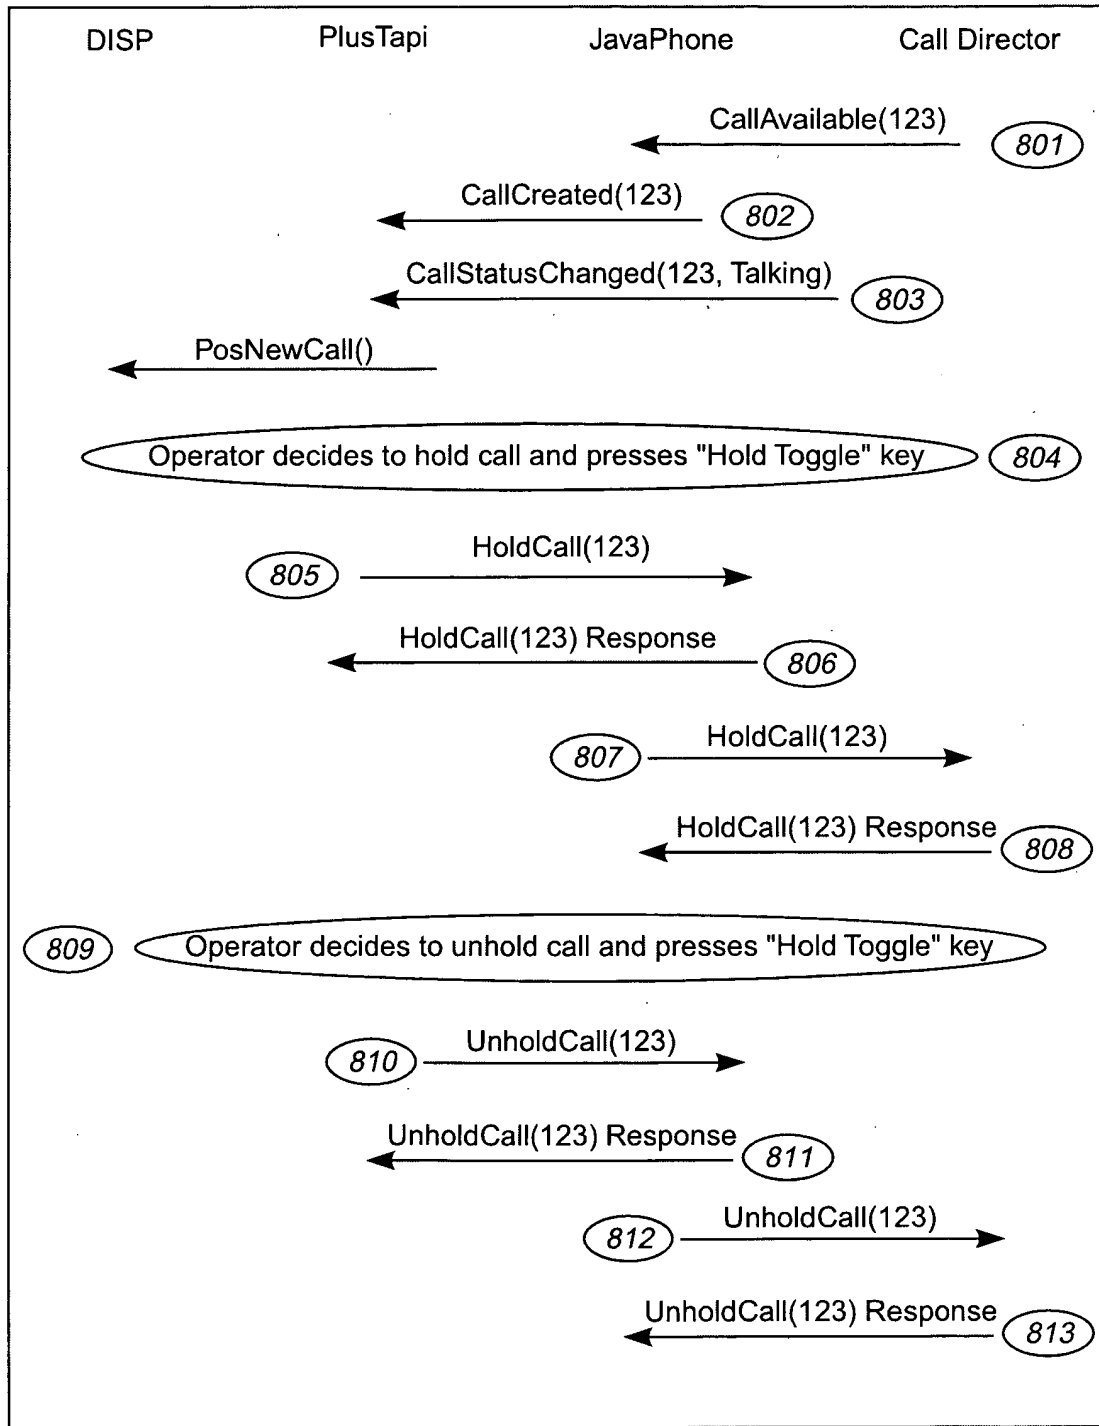 DISP PlusTapi JavaPhone Call Director
CallAvailable(123)
801
CallCreated(123)
802
CallStatusChanged(123, Talking)
803
PosNewCall()
Operator decides to hold call and presses "Hold Toggle" key
804
HoldCall(123)
805
HoldCall(123) Response
806
HoldCall(123)
807
HoldCall(123) Response
808
809
Operator decides to unhold call and presses "Hold Toggle" key
UnholdCall(123)
810
UnholdCall(123) Response
811
UnholdCall(123)
812
UnholdCall(123) Response
813